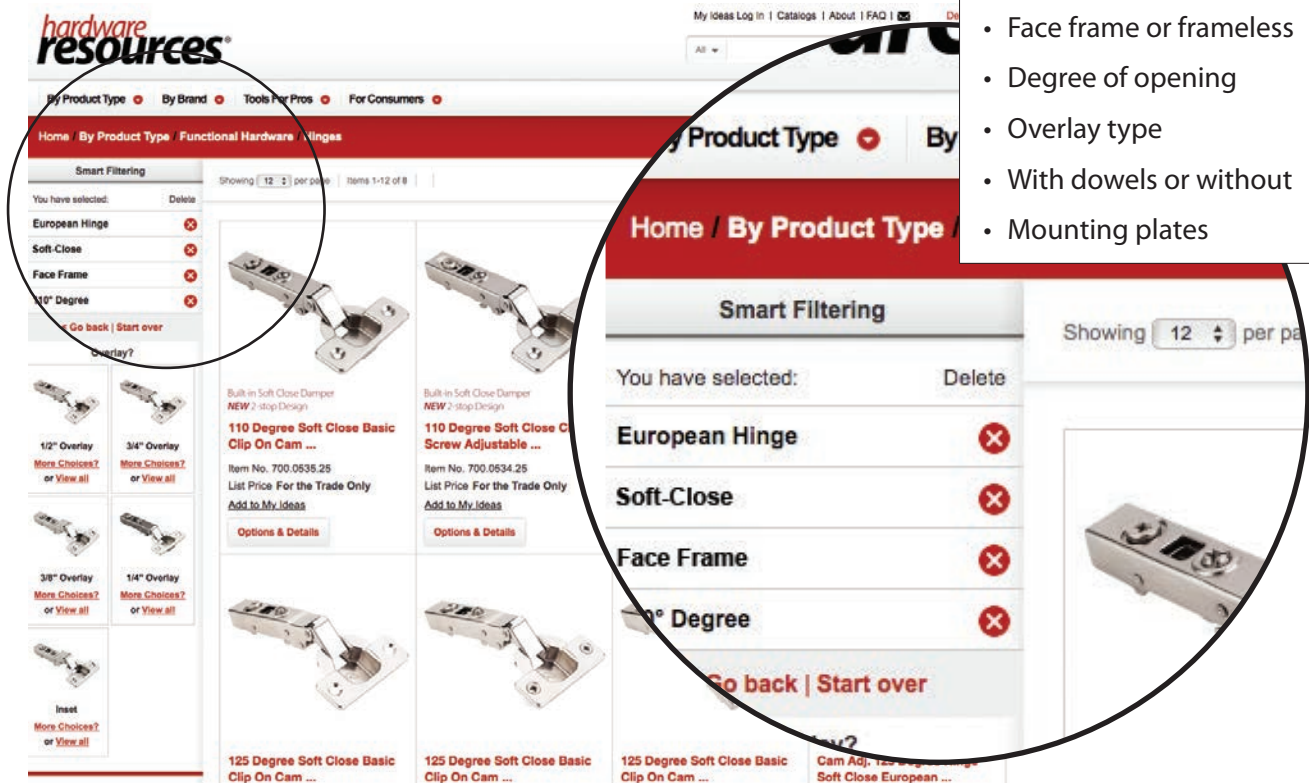 hardware
resources®
My Ideas Log In | Catalogs | About | FAQ |
All
By Product Type
By Brand
Tools For Pros
For Consumers
Home / By Product Type / Functional Hardware / Hinges
Smart Filtering
Showing 12 per page | Items 1-12 of 8
You have selected: Delete
European Hinge
Soft-Close
Face Frame
110° Degree
Go back | Start over
Overlay?
1/2" Overlay
More Choices?
or View all
3/4" Overlay
More Choices?
or View all
3/8" Overlay
More Choices?
or View all
1/4" Overlay
More Choices?
or View all
Inset
More Choices?
or View all
Built-in Soft Close Damper
NEW 2-stop Design
110 Degree Soft Close Basic
Clip On Cam ...
Item No. 700.0535.25
List Price For the Trade Only
Add to My Ideas
Options & Details
Built-in Soft Close Damper
NEW 2-stop Design
110 Degree Soft Close
Screw Adjustable ...
Item No. 700.0534.25
List Price For the Trade Only
Add to My Ideas
Options & Details
125 Degree Soft Close Basic
Clip On Cam ...
125 Degree Soft Close Basic
Clip On Cam ...
125 Degree Soft Close Basic
Clip On Cam ...
Soft Close European ...
Product Type
By
Home / By Product Type /
Smart Filtering
Showing 12 per pa
You have selected: Delete
European Hinge
Soft-Close
Face Frame
0° Degree
Go back | Start over
• Face frame or frameless
• Degree of opening
• Overlay type
• With dowels or without
• Mounting plates